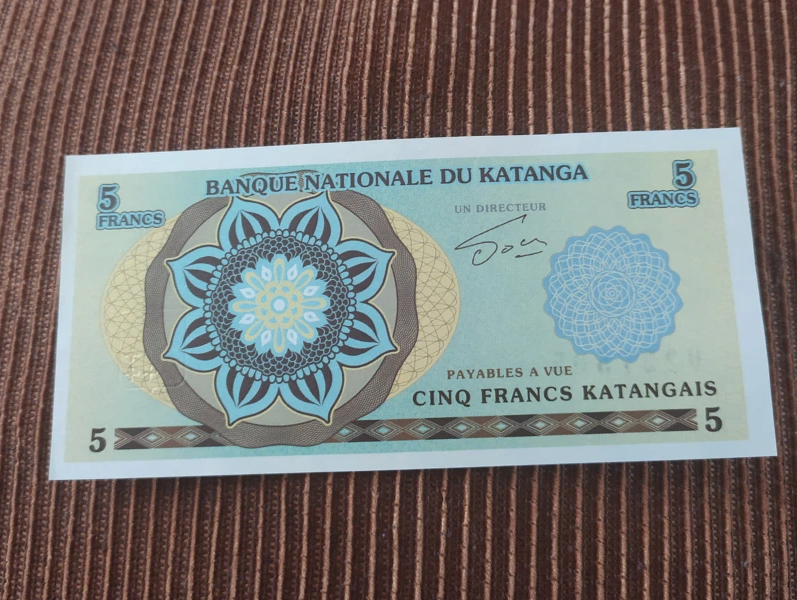 BANQUE NATIONALE DU KATANGA
5
FRANCS
5
FRANCS
UN DIRECTEUR
PAYABLES A VUE
CINQ FRANCS KATANGAIS
5
5